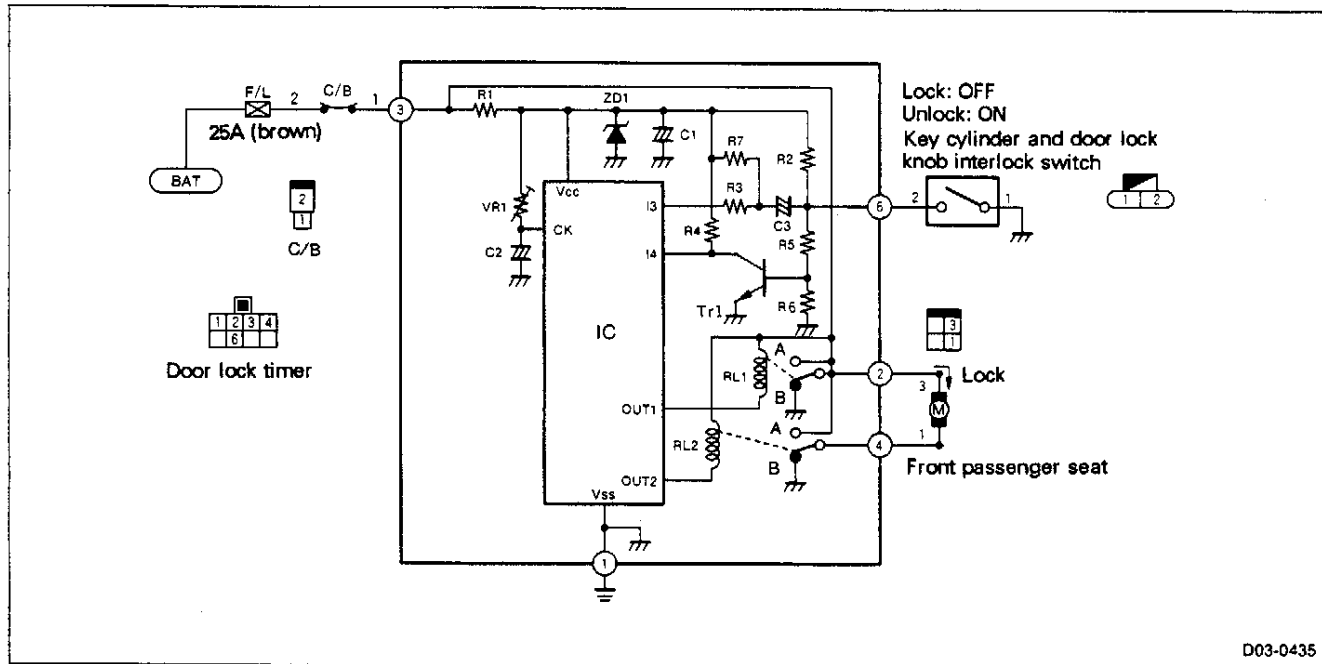 F/L
2
C/B
1
3
25A (brown)
BAT
2
1
C/B
1 2 3 4
6
Door lock timer
R1
ZD1
C1
R7
R2
R3
C3
VR1
C2
Vcc
CK
I3
I4
R4
R5
R6
Tr1
IC
RL1
A
B
OUT1
RL2
A
B
OUT2
Vss
1
6
2
1
Lock: OFF
Unlock: ON
Key cylinder and door lock
knob interlock switch
1 2
3
1
2
3
Lock
M
4
1
Front passenger seat
D03-0435